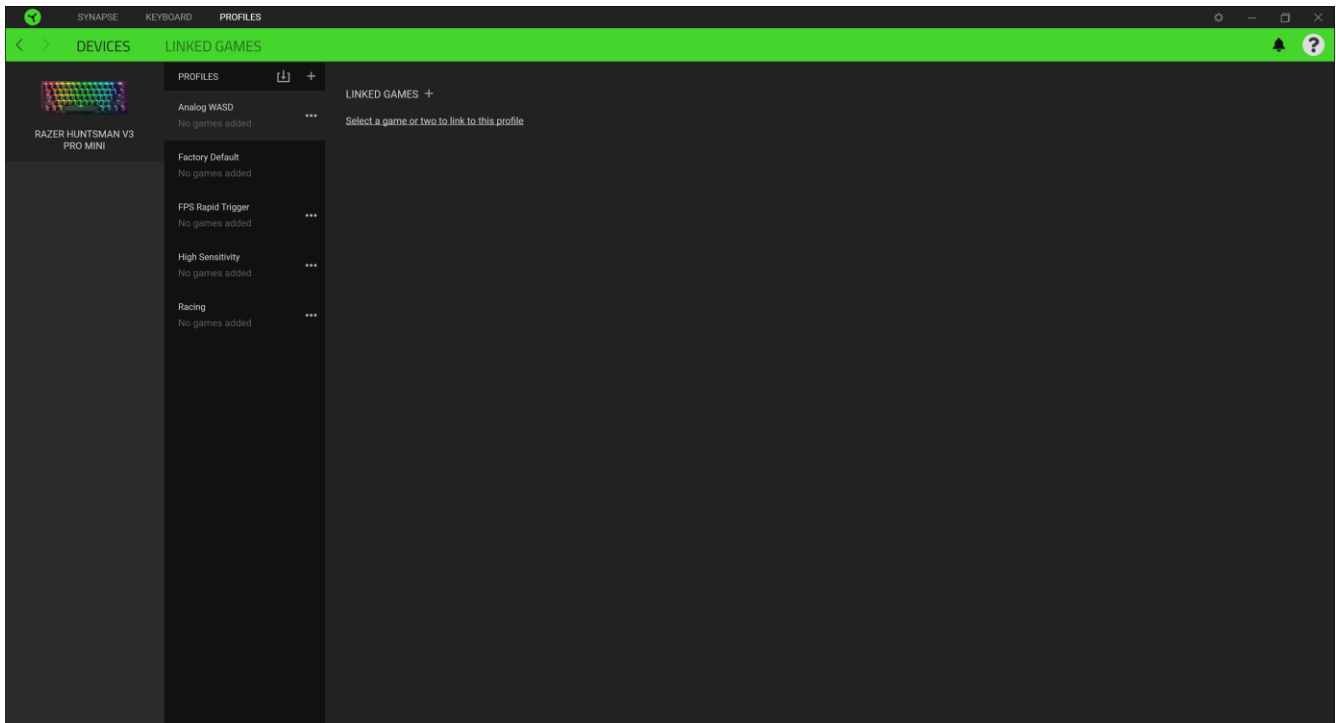 SYNAPSE KEYBOARD PROFILES
DEVICES LINKED GAMES
?
RAZER HUNTSMAN V3
PRO MINI
PROFILES
Analog WASD
No games added
Factory Default
No games added
FPS Rapid Trigger
No games added
High Sensitivity
No games added
Racing
No games added
LINKED GAMES +
Select a game or two to link to this profile